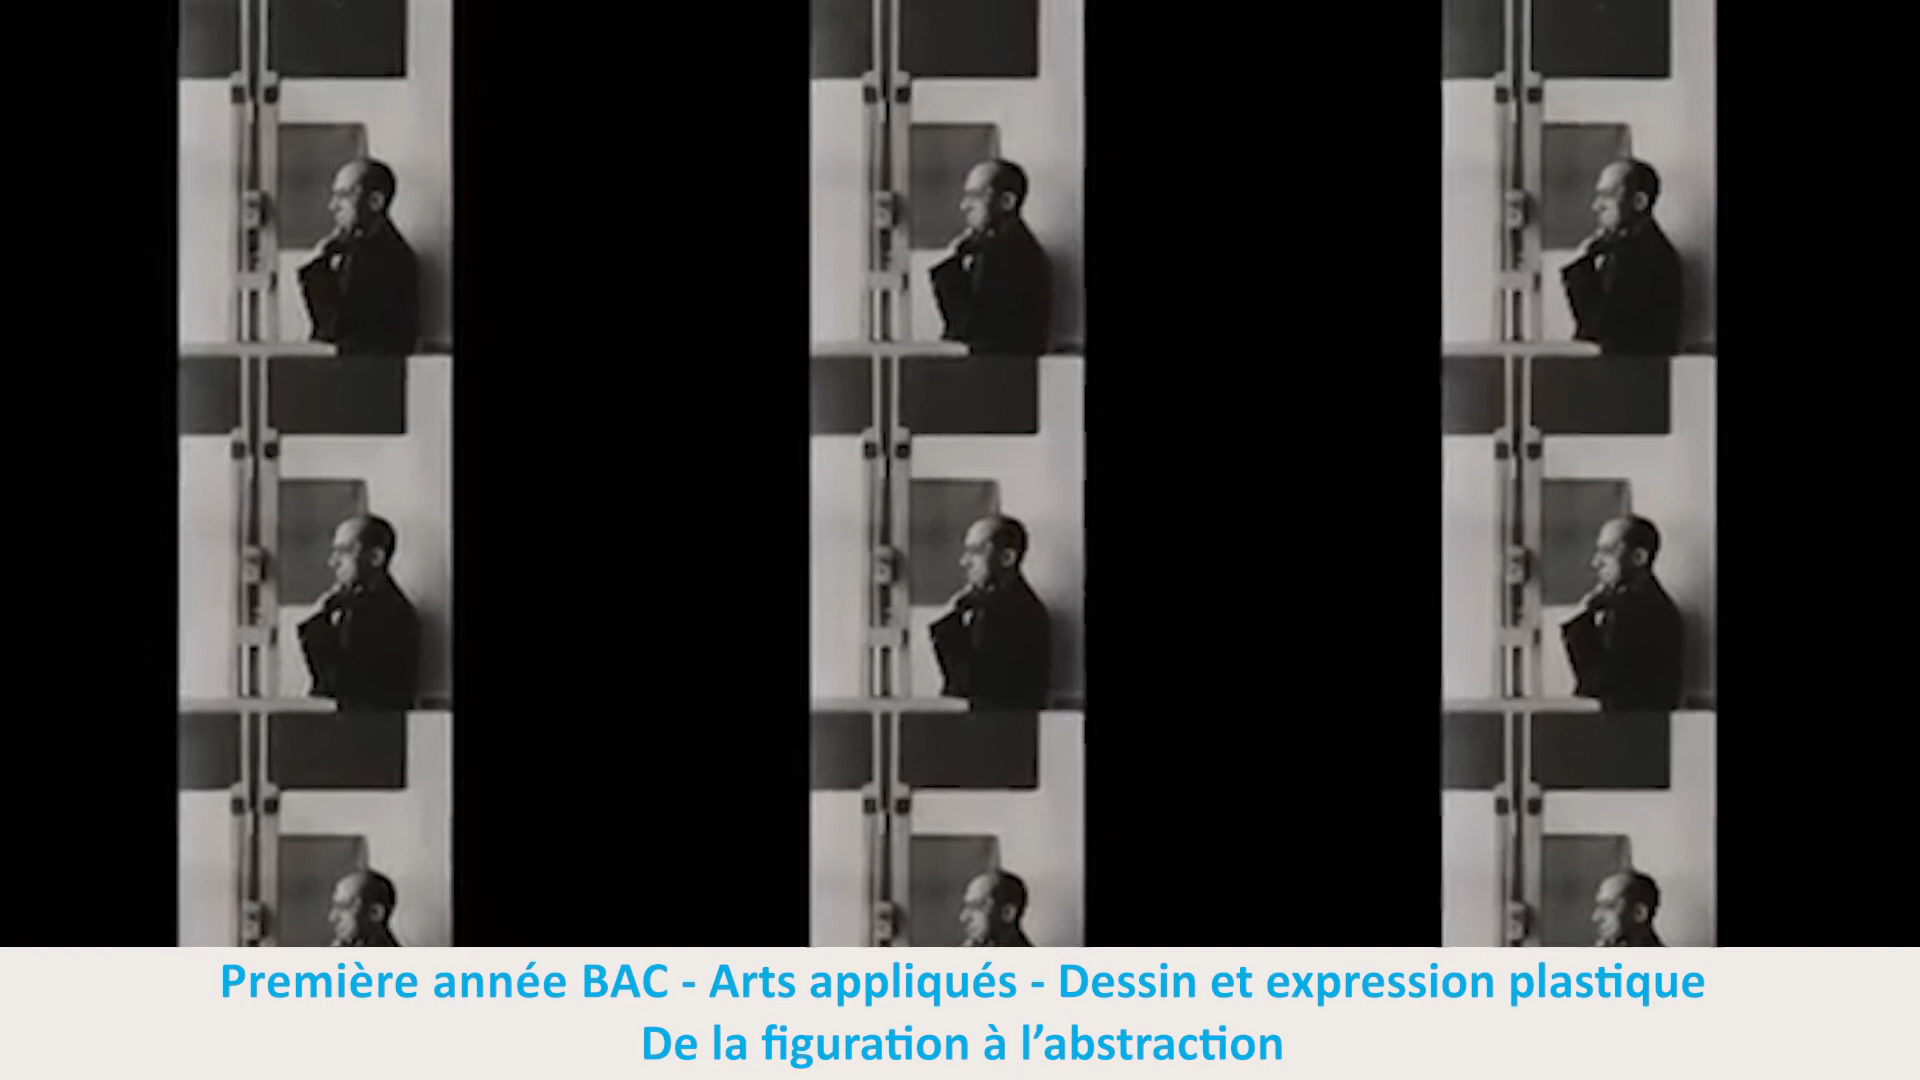 Première année BAC - Arts appliqués - Dessin et expression plastique
De la figuration à l’abstraction